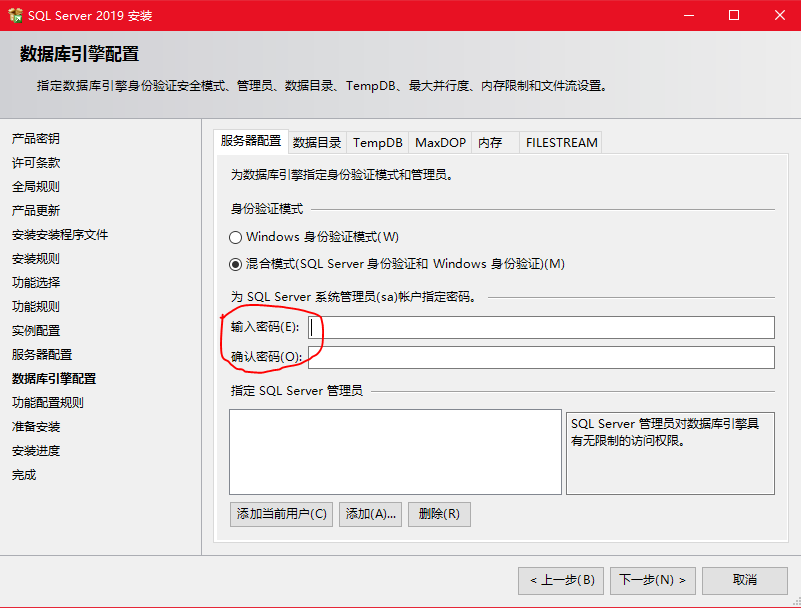 SQL Server 2019 安装
数据库引擎配置
指定数据库引擎身份验证安全模式、管理员、数据目录、TempDB、最大并行度、内存限制和文件流设置。
产品密钥
许可条款
全局规则
产品更新
安装安装程序文件
安装规则
功能选择
功能规则
实例配置
服务器配置
数据库引擎配置
功能配置规则
准备安装
安装进度
完成
服务器配置 数据目录 TempDB MaxDOP 内存 FILESTREAM
为数据库引擎指定身份验证模式和管理员。
身份验证模式
Windows 身份验证模式(W)
混合模式(SQL Server 身份验证和 Windows 身份验证)(M)
为 SQL Server 系统管理员(sa)帐户指定密码。
输入密码(E):
确认密码(O):
指定 SQL Server 管理员
SQL Server 管理员对数据库引擎具
有无限制的访问权限。
添加当前用户(C) 添加(A)... 删除(R)
< 上一步(B) 下一步(N) > 取消